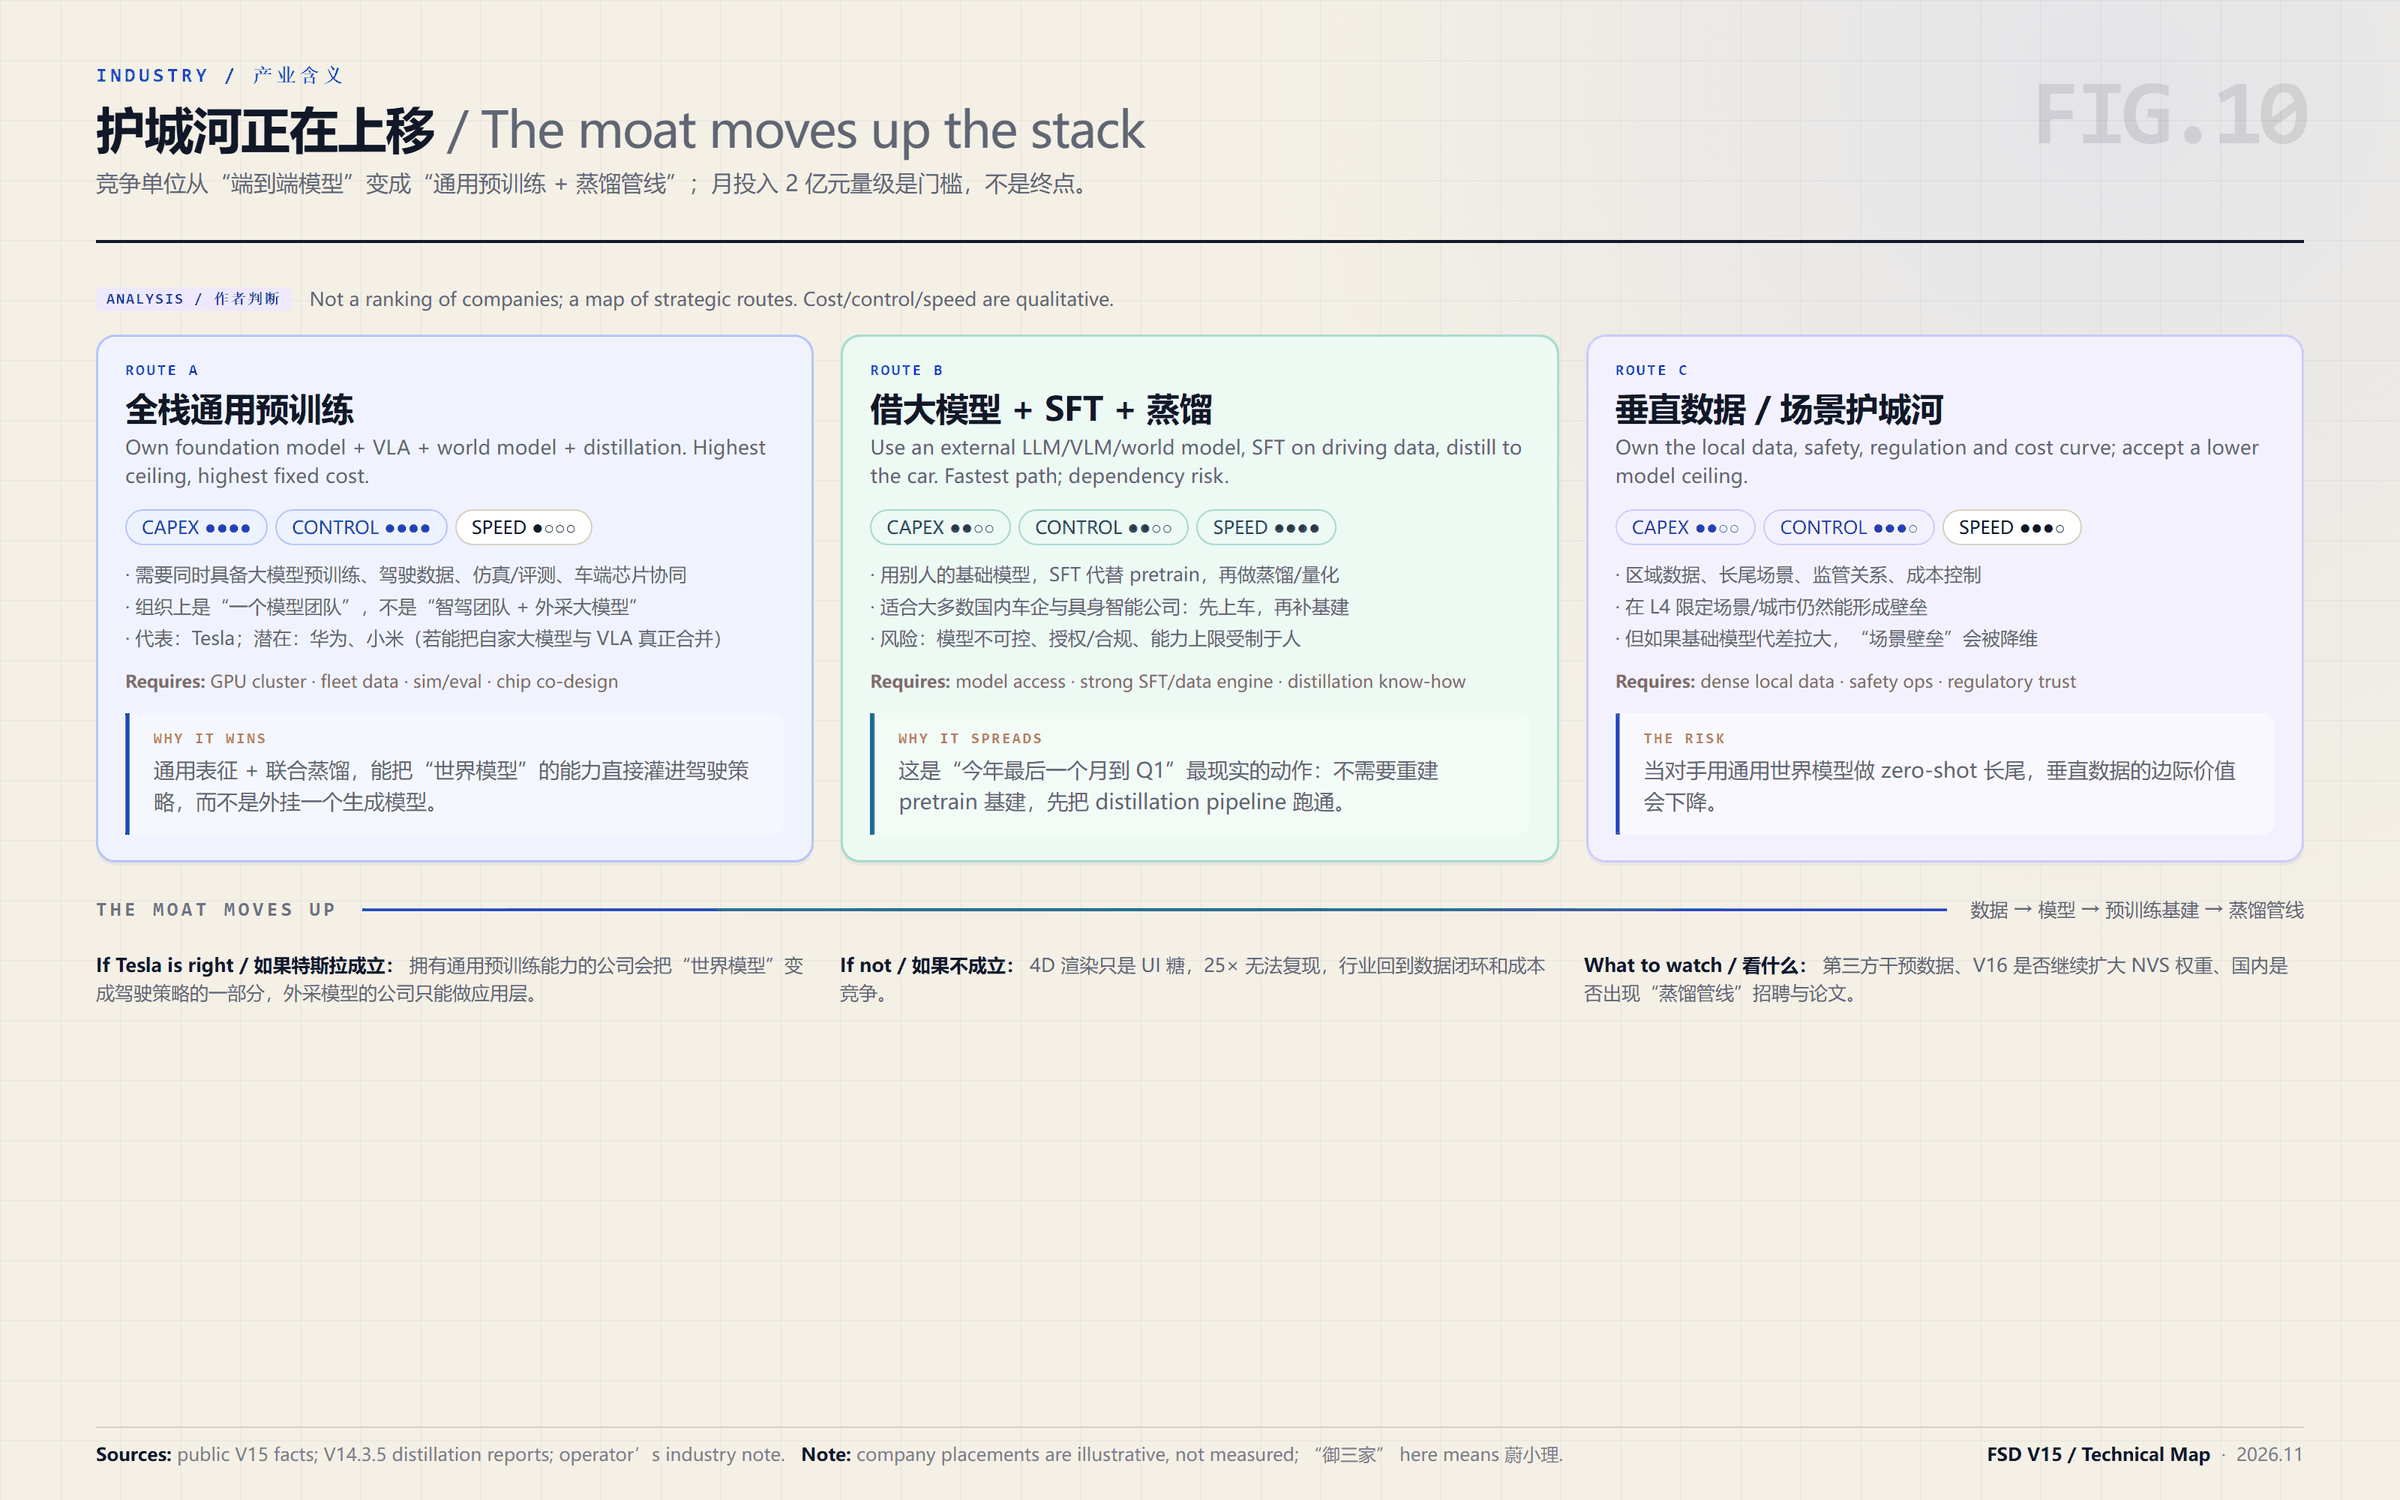 INDUSTRY / 产业含义
FIG.10
护城河正在上移 / The moat moves up the stack
竞争单位从“端到端模型”变成“通用预训练 + 蒸馏管线”；月投入 2 亿元量级是门槛，不是终点。
ANALYSIS / 作者判断 Not a ranking of companies; a map of strategic routes. Cost/control/speed are qualitative.
ROUTE A
全栈通用预训练
Own foundation model + VLA + world model + distillation. Highest
ceiling, highest fixed cost.
CAPEX ●●●● CONTROL ●●●● SPEED ●○○○
· 需要同时具备大模型预训练、驾驶数据、仿真/评测、车端芯片协同
· 组织上是“一个模型团队”，不是“智驾团队 + 外采大模型”
· 代表：Tesla；潜在：华为、小米（若能把自家大模型与 VLA 真正合并）
Requires: GPU cluster · fleet data · sim/eval · chip co-design
WHY IT WINS
通用表征 + 联合蒸馏，能把“世界模型”的能力直接灌进驾驶策
略，而不是外挂一个生成模型。
ROUTE B
借大模型 + SFT + 蒸馏
Use an external LLM/VLM/world model, SFT on driving data, distill to
the car. Fastest path; dependency risk.
CAPEX ●●○○ CONTROL ●●○○ SPEED ●●●●
· 用别人的基础模型，SFT 代替 pretrain，再做蒸馏/量化
· 适合大多数国内车企与具身智能公司：先上车，再补基建
· 风险：模型不可控、授权/合规、能力上限受制于人
Requires: model access · strong SFT/data engine · distillation know-how
WHY IT SPREADS
这是“今年最后一个月到 Q1”最现实的动作：不需要重建
pretrain 基建，先把 distillation pipeline 跑通。
ROUTE C
垂直数据 / 场景护城河
Own the local data, safety, regulation and cost curve; accept a lower
model ceiling.
CAPEX ●●○○ CONTROL ●●●○ SPEED ●●●○
· 区域数据、长尾场景、监管关系、成本控制
· 在 L4 限定场景/城市仍然能形成壁垒
· 但如果基础模型代差拉大，“场景壁垒”会被降维
Requires: dense local data · safety ops · regulatory trust
THE RISK
当对手用通用世界模型做 zero-shot 长尾，垂直数据的边际价值
会下降。
THE MOAT MOVES UP 数据 → 模型 → 预训练基建 → 蒸馏管线
If Tesla is right / 如果特斯拉成立： 拥有通用预训练能力的公司会把“世界模型”变
成驾驶策略的一部分，外采模型的公司只能做应用层。
If not / 如果不成立： 4D 渲染只是 UI 糖，25× 无法复现，行业回到数据闭环和成本
竞争。
What to watch / 看什么： 第三方干预数据、V16 是否继续扩大 NVS 权重、国内是
否出现“蒸馏管线”招聘与论文。
Sources: public V15 facts; V14.3.5 distillation reports; operator’s industry note. Note: company placements are illustrative, not measured; “御三家” here means 蔚小理.
FSD V15 / Technical Map · 2026.11